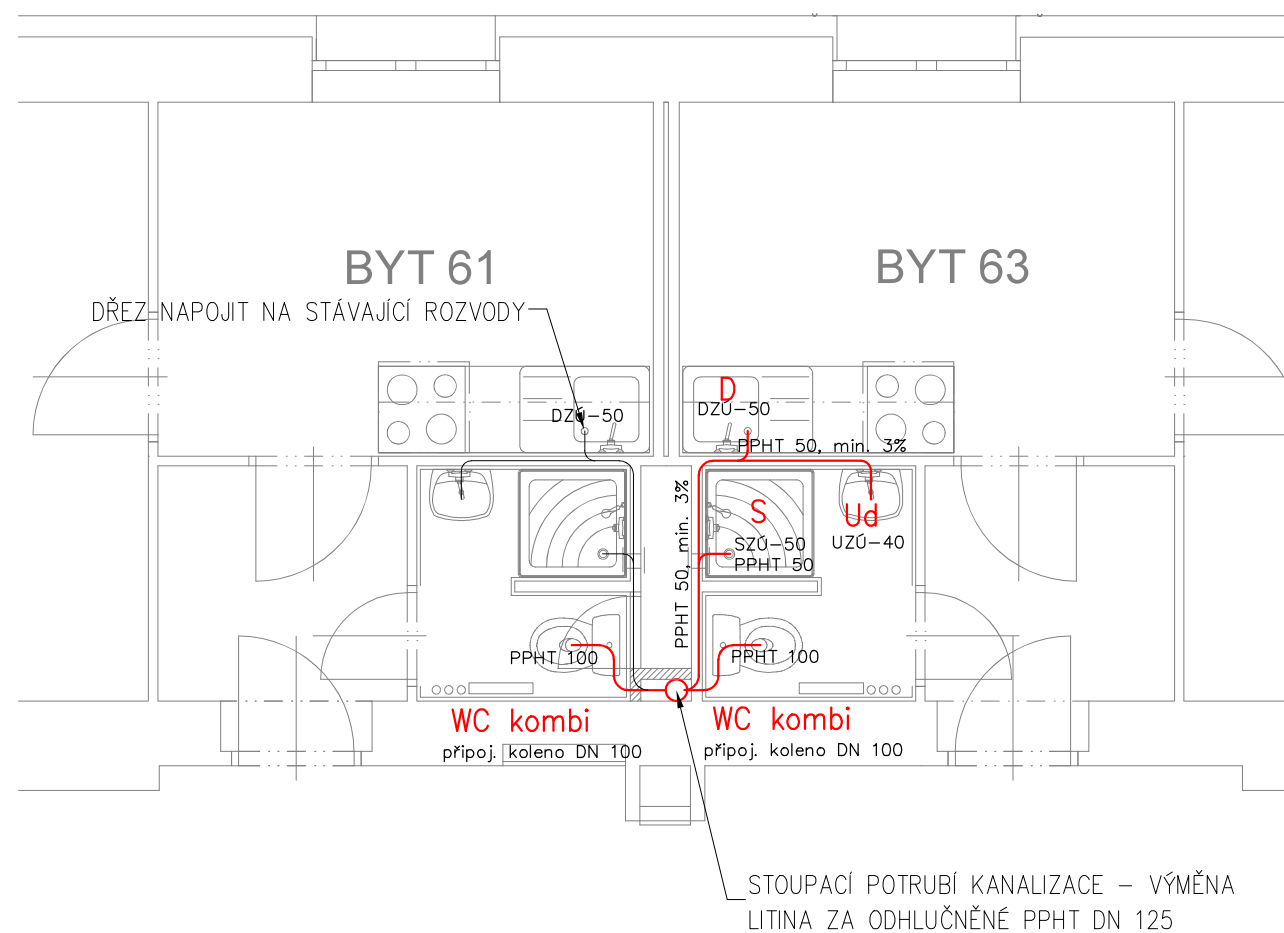 BYT 61
BYT 63
DŘEZ NAPOJIT NA STÁVAJÍCÍ ROZVODY
D
DZÚ-50
DZÚ-50
PPHT 50, min. 3%
PPHT 50, min. 3%
S
Ud
SZÚ-50
UZÚ-40
PPHT 50
PPHT 100
PPHT 100
WC kombi
WC kombi
připoj. koleno DN 100
připoj. koleno DN 100
STOUPACÍ POTRUBÍ KANALIZACE – VÝMĚNA
LITINA ZA ODHLUČNĚNÉ PPHT DN 125